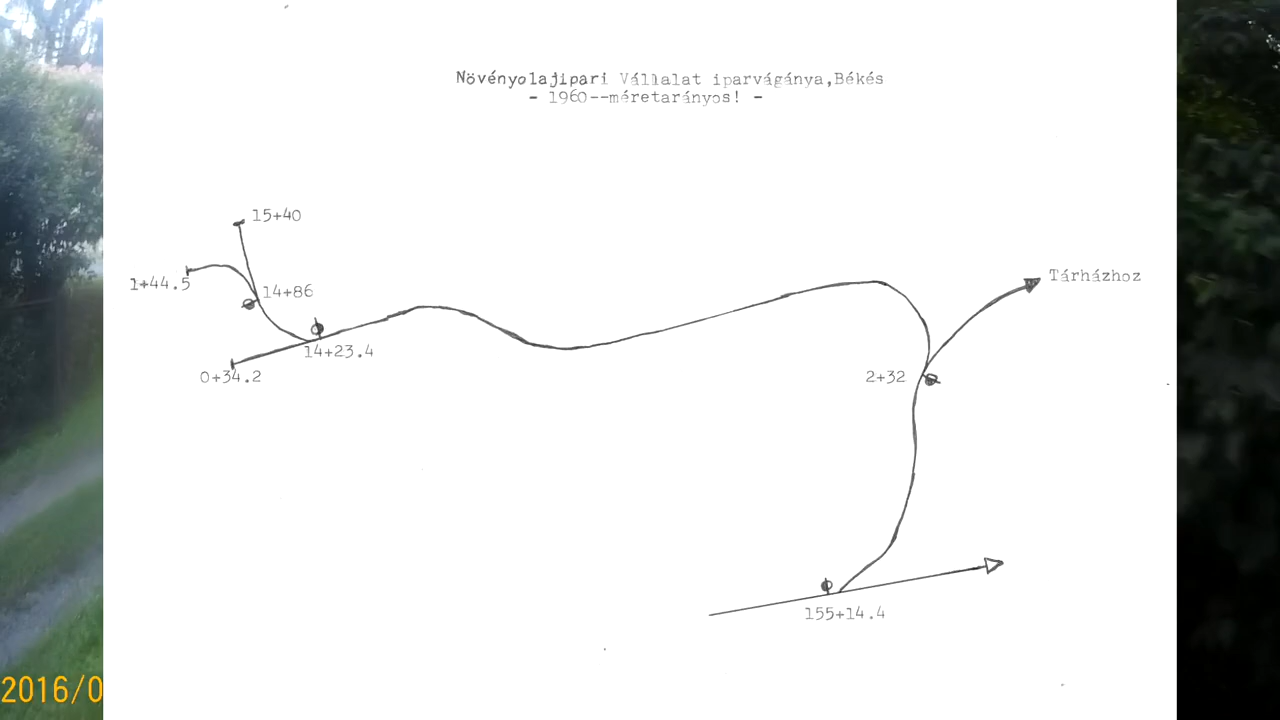 Növényolajipari Vállalat iparvágánya,Békés
- 1960--méretarányos! -
15+40
1+44.5
14+86
Tárházhoz
14+23.4
0+34.2
2+32
155+14.4
2016/0